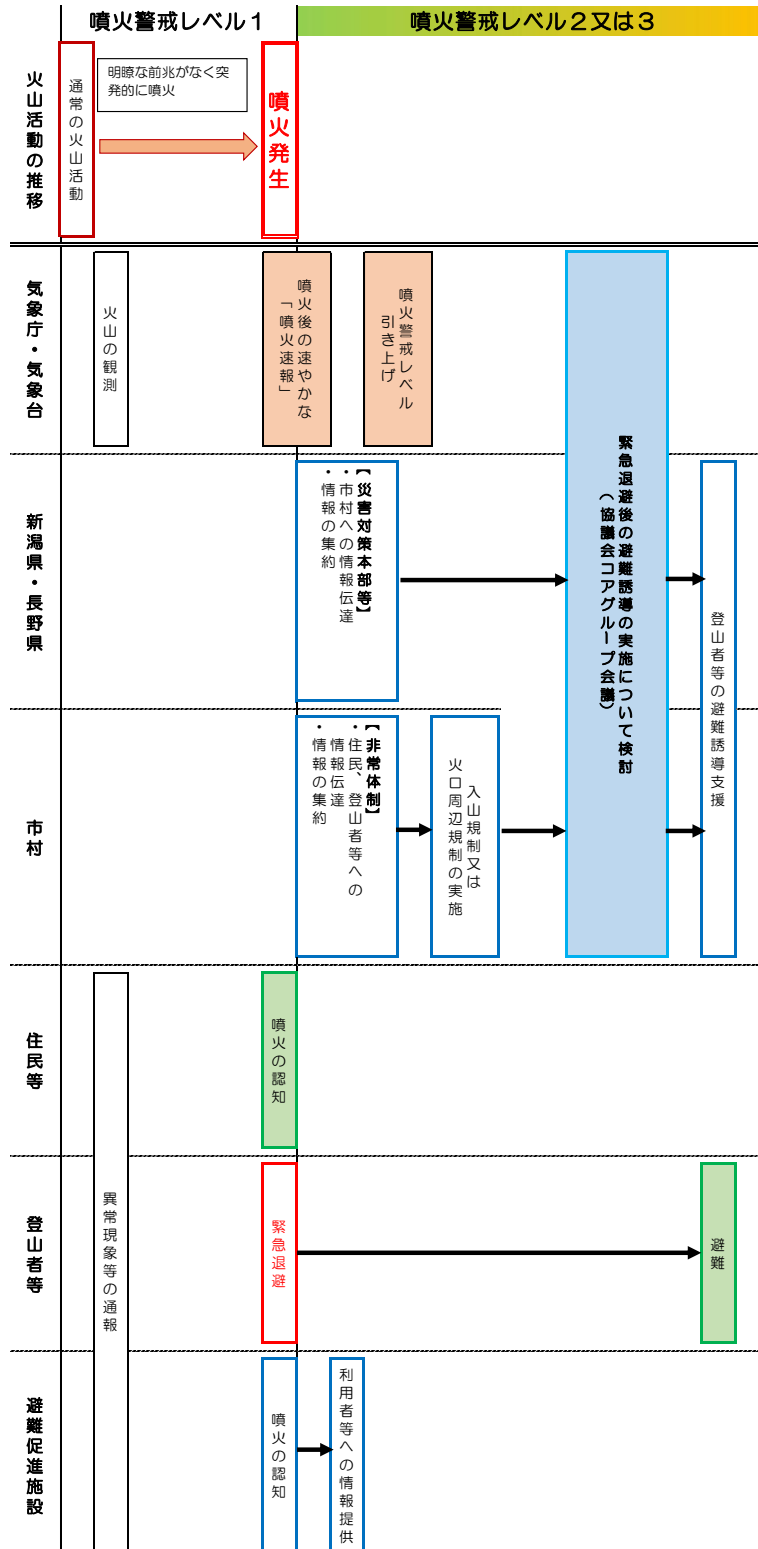 噴火警戒レベル１
噴火警戒レベル２又は３
火山活動の推移
通常の火山活動
明瞭な前兆がなく突
発的に噴火
噴火発生
気象庁・気象台
火山の観測
噴火後の速やかな
「噴火速報」
噴火警戒レベル
引き上げ
新潟県・長野県
【災害対策本部等】
・市村への情報伝達
・情報の集約
緊急退避後の避難誘導の実施について検討
（協議会コアグループ会議）
登山者等の避難誘導支援
市村
【非常体制】
・住民、登山者等への
情報伝達
・情報の集約
入山規制又は
火口周辺規制の実施
住民等
異常現象等の通報
噴火の認知
登山者等
緊急退避
避難
避難促進施設
噴火の認知
利用者等への情報提供